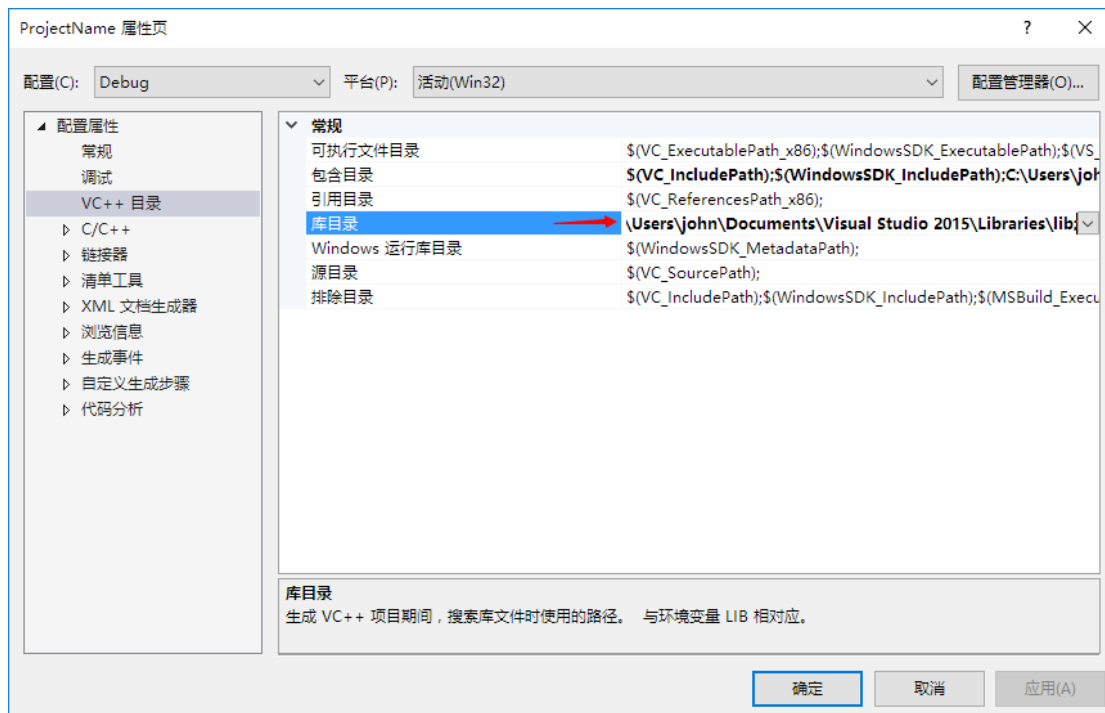 ProjectName 属性页
?
配置(C): Debug 平台(P): 活动(Win32) 配置管理器(O)...
配置属性
常规
调试
VC++ 目录
C/C++
链接器
清单工具
XML 文档生成器
浏览信息
生成事件
自定义生成步骤
代码分析
常规
可执行文件目录 $(VC_ExecutablePath_x86);$(WindowsSDK_ExecutablePath);$(VS_
包含目录 $(VC_IncludePath);$(WindowsSDK_IncludePath);C:\Users\joh
引用目录 $(VC_ReferencesPath_x86);
库目录 \Users\john\Documents\Visual Studio 2015\Libraries\lib;
Windows 运行库目录 $(WindowsSDK_MetadataPath);
源目录 $(VC_SourcePath);
排除目录 $(VC_IncludePath);$(WindowsSDK_IncludePath);$(MSBuild_Execu
库目录
生成 VC++ 项目期间，搜索库文件时使用的路径。 与环境变量 LIB 相对应。
确定 取消 应用(A)